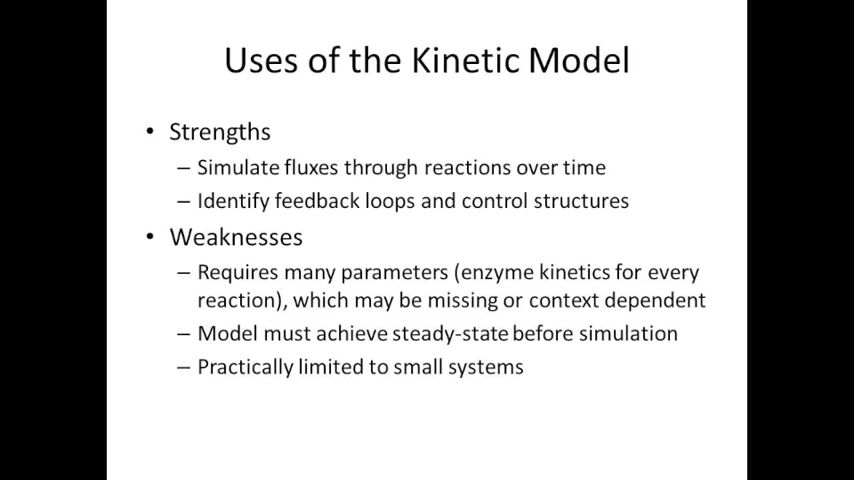 Uses of the Kinetic Model
• Strengths
– Simulate fluxes through reactions over time
– Identify feedback loops and control structures
• Weaknesses
– Requires many parameters (enzyme kinetics for every
reaction), which may be missing or context dependent
– Model must achieve steady-state before simulation
– Practically limited to small systems